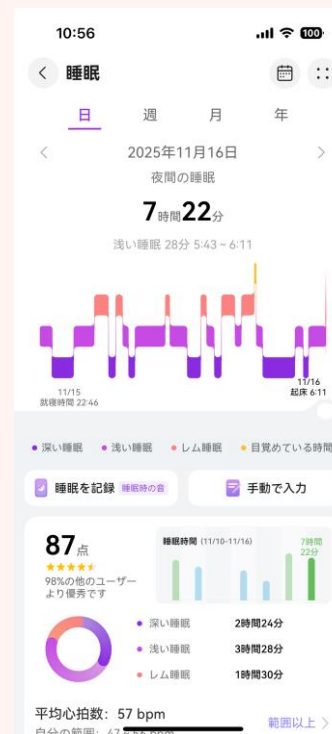 10:56
100
睡眠
日 週 月 年
2025年11月16日
夜間の睡眠
7時間22分
浅い睡眠 28分 5:43 ~ 6:11
11/15
就寝時間 22:46
11/16
起床 6:11
深い睡眠 浅い睡眠 レム睡眠 目覚めている時間
睡眠を記録 睡眠時の音
手動で入力
87点
98%の他のユーザー
より優秀です
睡眠時間 (11/10-11/16)
7時間
22分
深い睡眠 2時間24分
浅い睡眠 3時間28分
レム睡眠 1時間30分
平均心拍数: 57 bpm
範囲以上
自分の範囲: